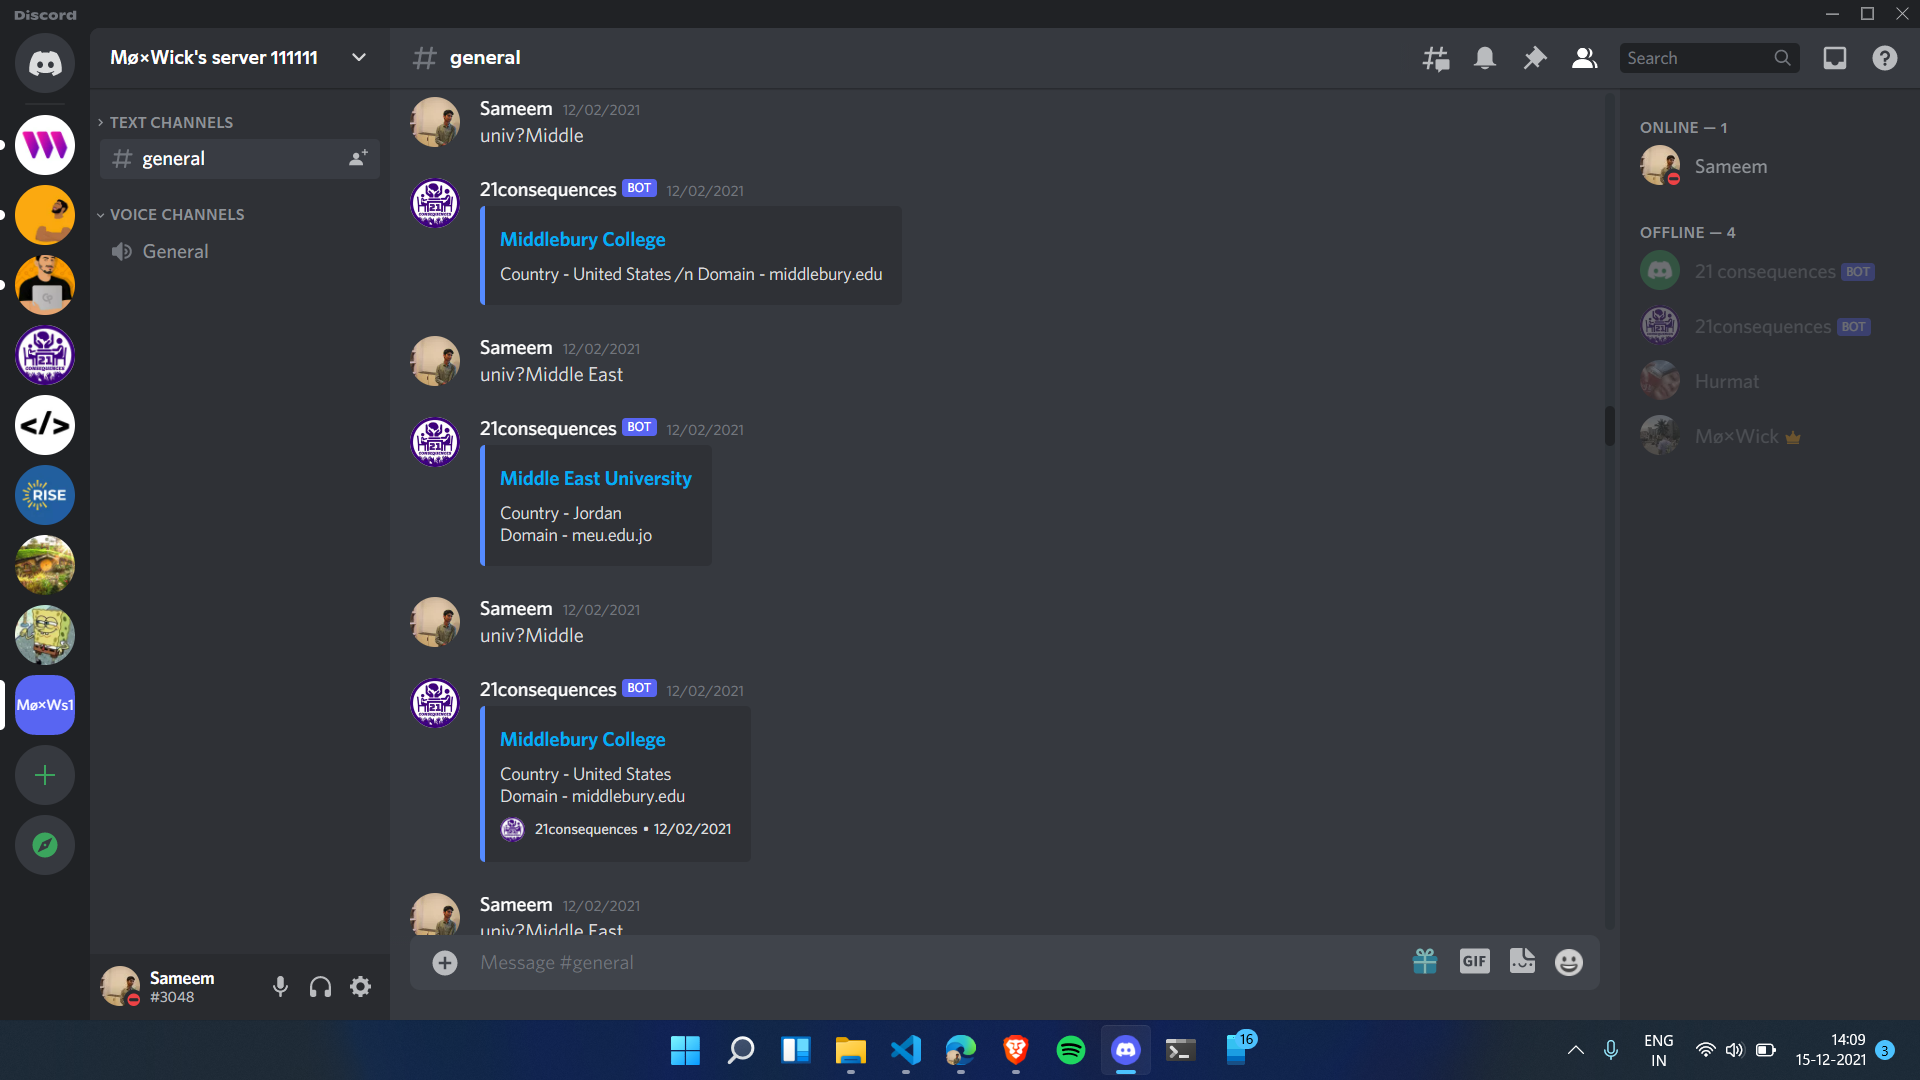 Discord
Mø×Wick's server 111111
TEXT CHANNELS
general
VOICE CHANNELS
General
21
CONSEQUENCES
</>
RISE
Mø×Ws1
Sameem
#3048
general
Search
Sameem 12/02/2021
univ?Middle
21consequences BOT 12/02/2021
Middlebury College
Country - United States /n Domain - middlebury.edu
Sameem 12/02/2021
univ?Middle East
21consequences BOT 12/02/2021
Middle East University
Country - Jordan
Domain - meu.edu.jo
Sameem 12/02/2021
univ?Middle
21consequences BOT 12/02/2021
Middlebury College
Country - United States
Domain - middlebury.edu
21consequences • 12/02/2021
Sameem 12/02/2021
univ?Middle East
Message #general
GIF
ONLINE — 1
Sameem
OFFLINE — 4
21 consequences BOT
21consequences BOT
Hurmat
Mø×Wick
16
ENG
IN
14:09
15-12-2021
3